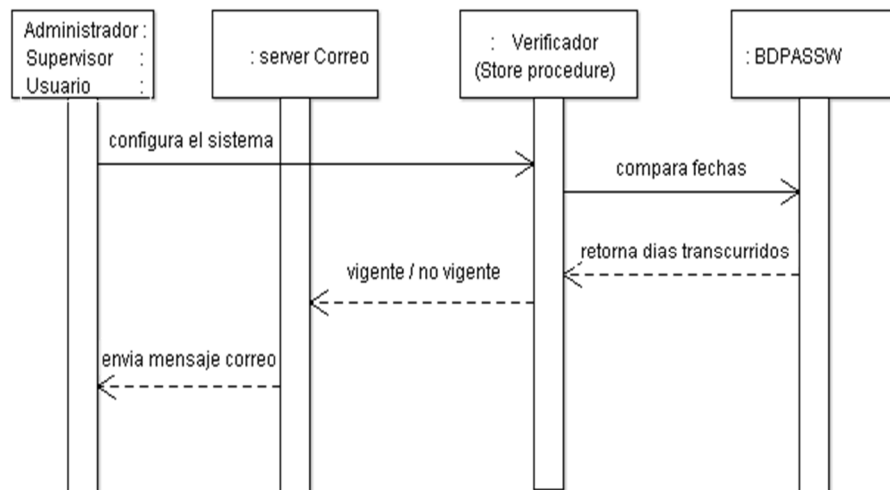 Administrador :
Supervisor :
Usuario :
: server Correo
: Verificador
(Store procedure)
: BDPASSW
configura el sistema
compara fechas
retorna dias transcurridos
vigente / no vigente
envia mensaje correo